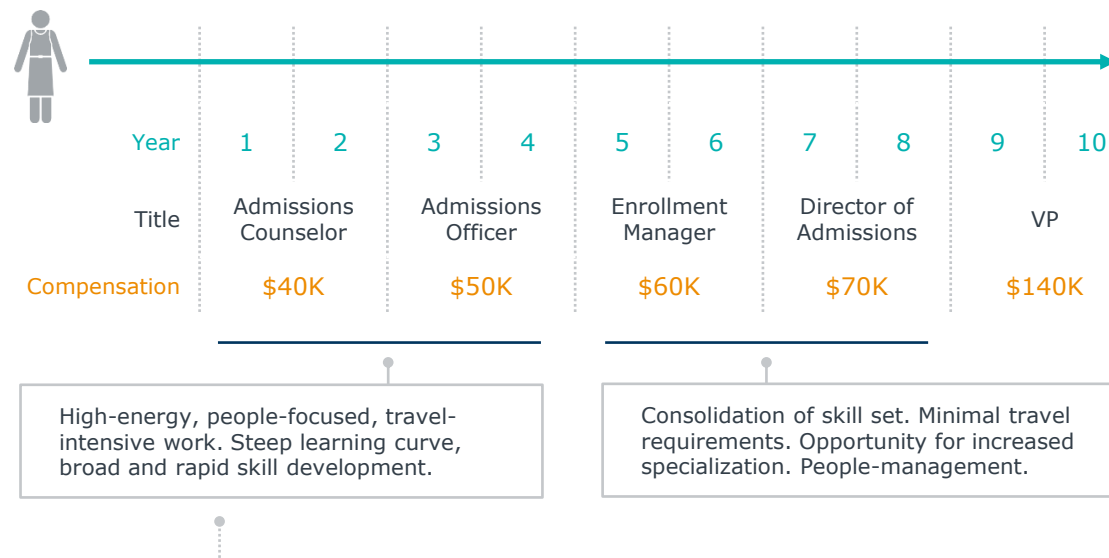 Year 1 2 3 4 5 6 7 8 9 10
Title
Admissions
Counselor
Admissions
Officer
Enrollment
Manager
Director of
Admissions
VP
Compensation $40K $50K $60K $70K $140K
High-energy, people-focused, travel-
intensive work. Steep learning curve,
broad and rapid skill development.
Consolidation of skill set. Minimal travel
requirements. Opportunity for increased
specialization. People-management.